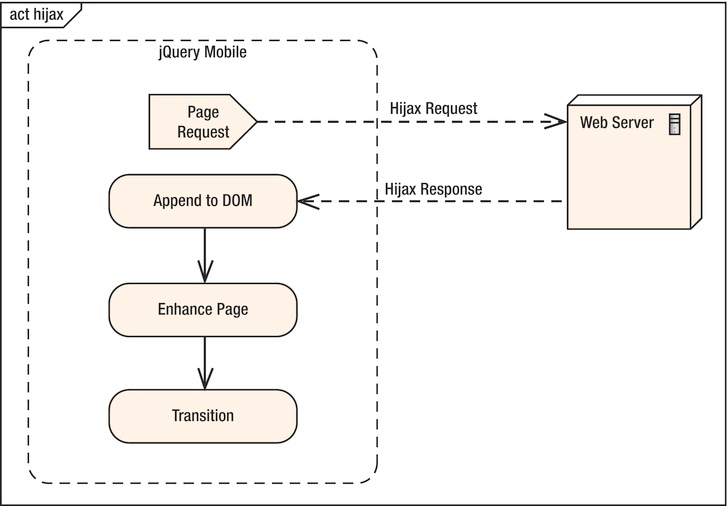 act hijax
jQuery Mobile
Page
Request
Hijax Request
Web Server
Append to DOM
Hijax Response
Enhance Page
Transition